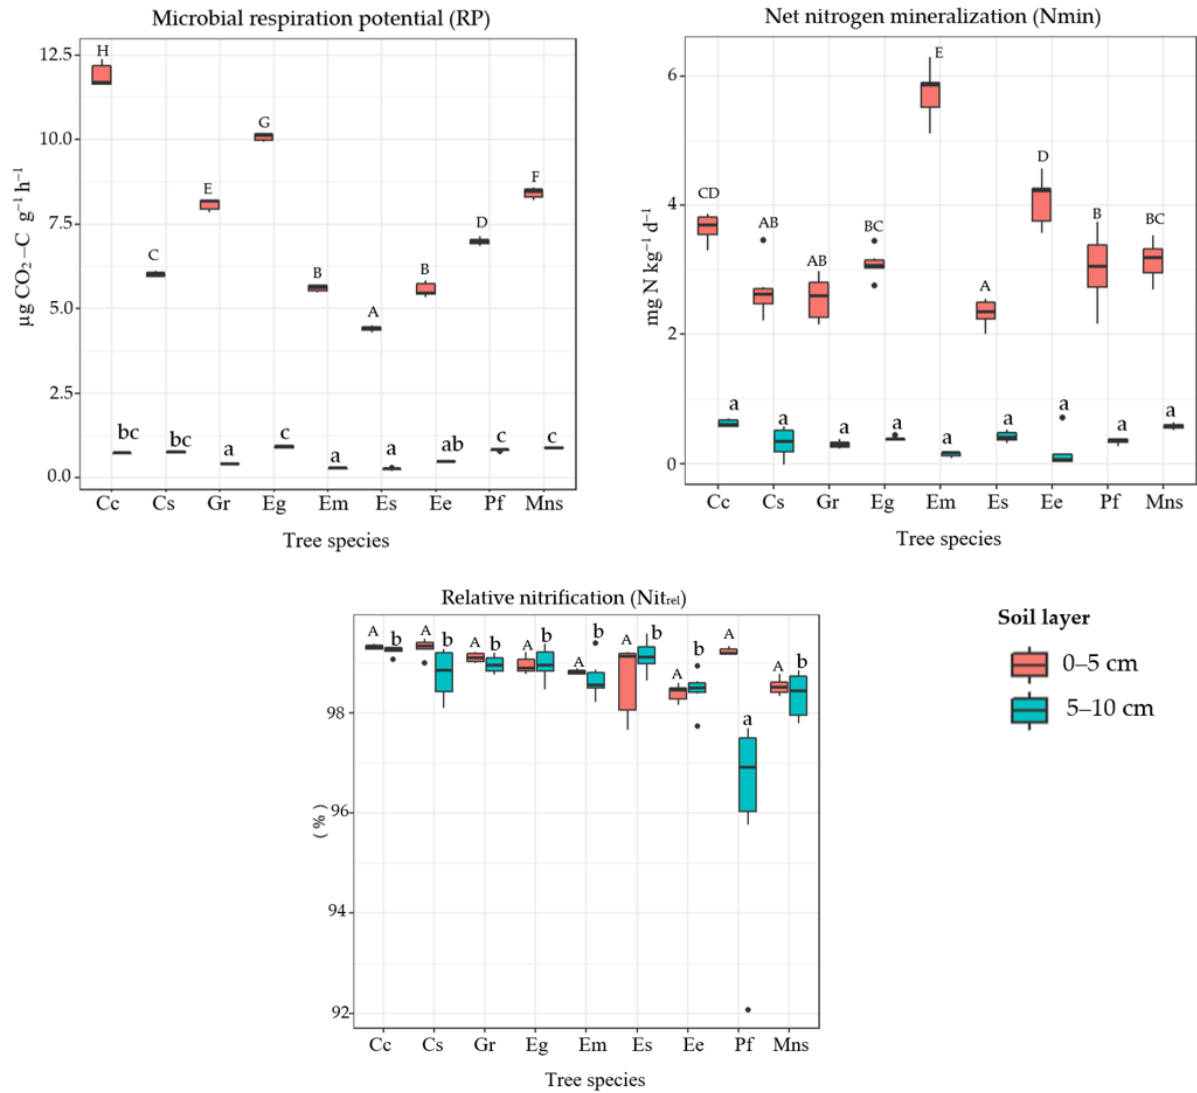 Microbial respiration potential (RP)
12.5
10.0
7.5
5.0
2.5
0.0
µg CO₂ –C g⁻¹ h⁻¹
H
C
E
G
B
A
B
D
F
bc
bc
a
c
a
a
ab
c
c
Cc Cs Gr Eg Em Es Ee Pf Mns
Tree species
Net nitrogen mineralization (Nmin)
6
4
2
0
mg N kg⁻¹ d⁻¹
CD
AB
AB
BC
E
A
D
B
BC
a
a
a
a
a
a
a
a
a
Cc Cs Gr Eg Em Es Ee Pf Mns
Tree species
Relative nitrification (Nitrel)
98
96
94
92
( % )
A b A b A b A b A b A b A b A a A b
Cc Cs Gr Eg Em Es Ee Pf Mns
Tree species
Soil layer
0–5 cm
5–10 cm